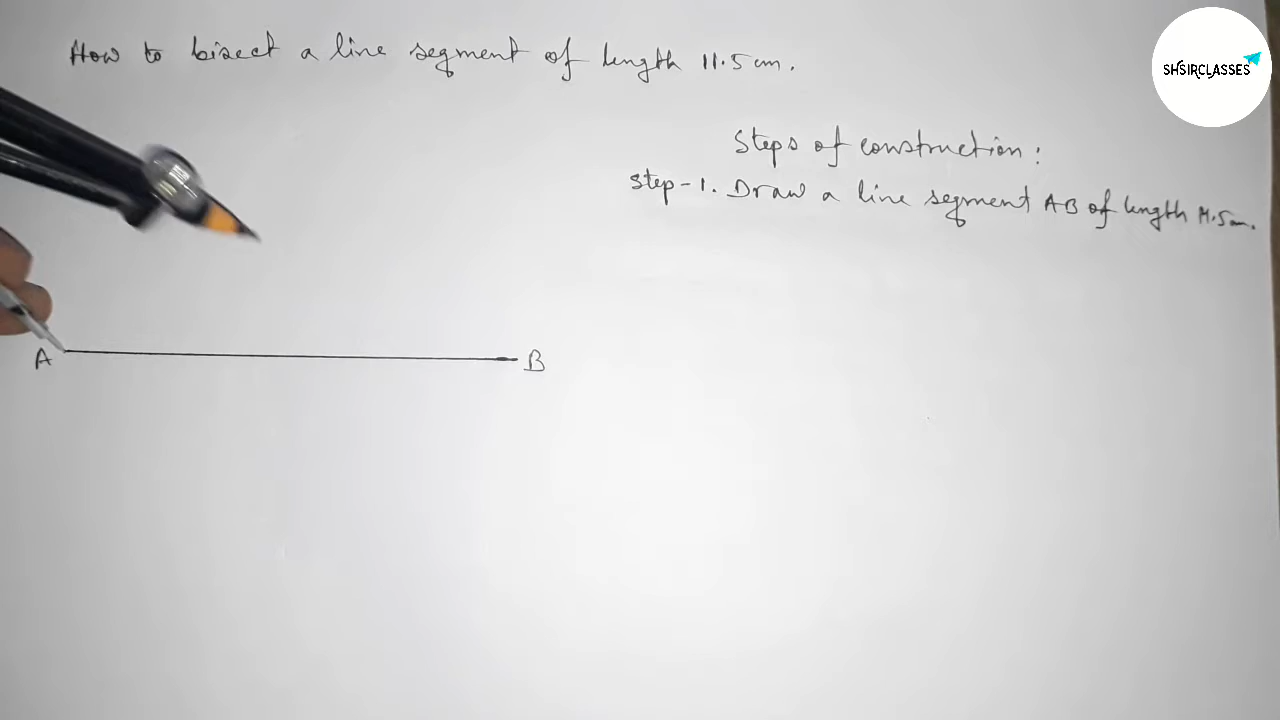 How to bisect a line segment of length 11.5 cm.
SHSIRCLASSES
Steps of construction:
Step-1. Draw a line segment AB of length 11.5cm.
A
B